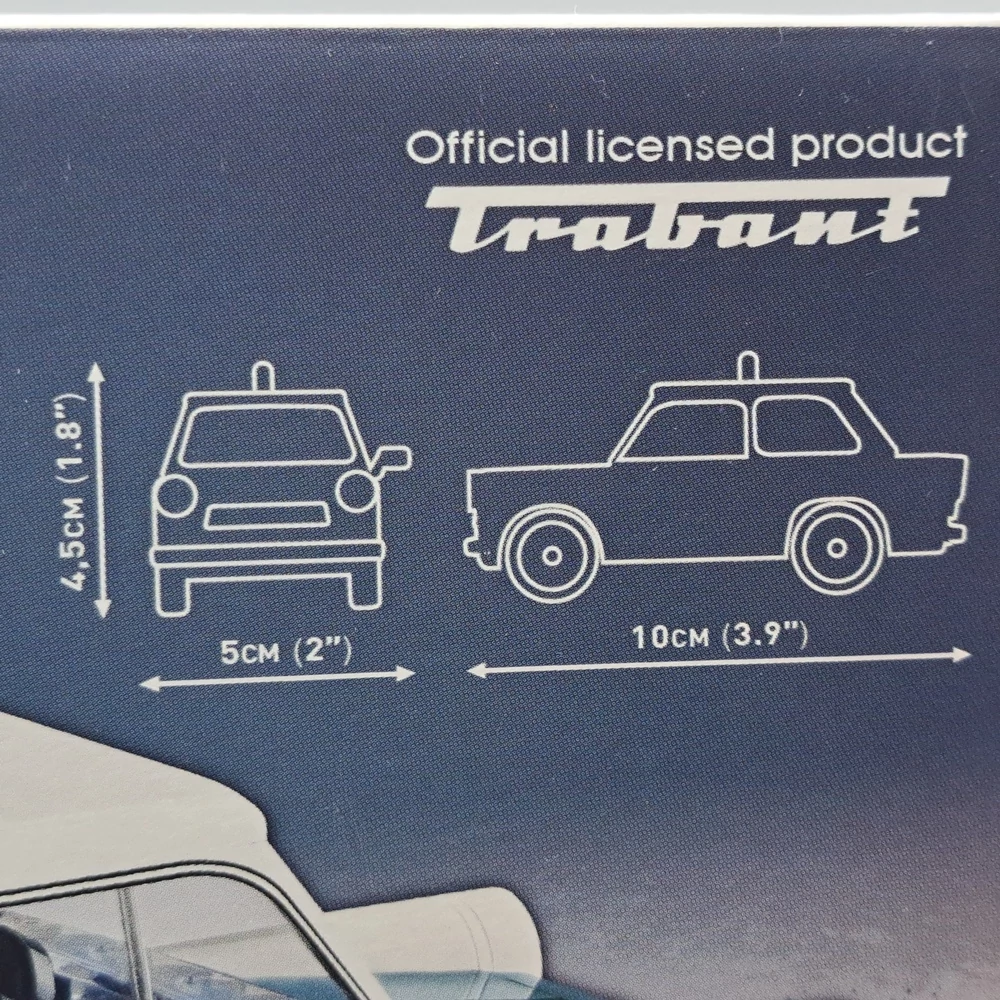 Official licensed product
Trabant
4,5CM (1.8")
5CM (2")
10CM (3.9")